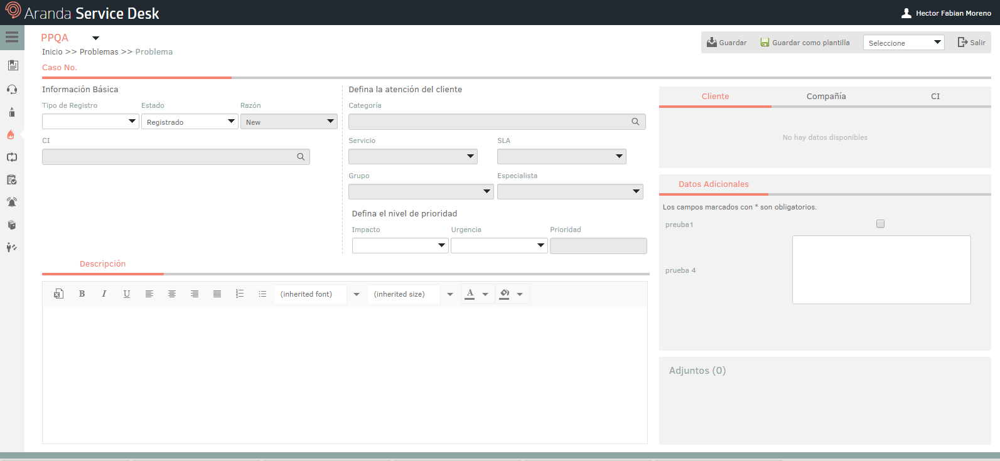 Aranda Service Desk
Hector Fabian Moreno
PPQA
Inicio >> Problemas >> Problema
Guardar
Guardar como plantilla
Seleccione
Salir
Caso No.
Información Básica
Tipo de Registro
Estado
Razón
Registrado
New
CI
Defina la atención del cliente
Categoría
Servicio
SLA
Grupo
Especialista
Defina el nivel de prioridad
Impacto
Urgencia
Prioridad
Descripción
B
I
U
(inherited font)
(inherited size)
A
Cliente
Compañía
CI
No hay datos disponibles
Datos Adicionales
Los campos marcados con * son obligatorios.
preuba1
prueba 4
Adjuntos (0)